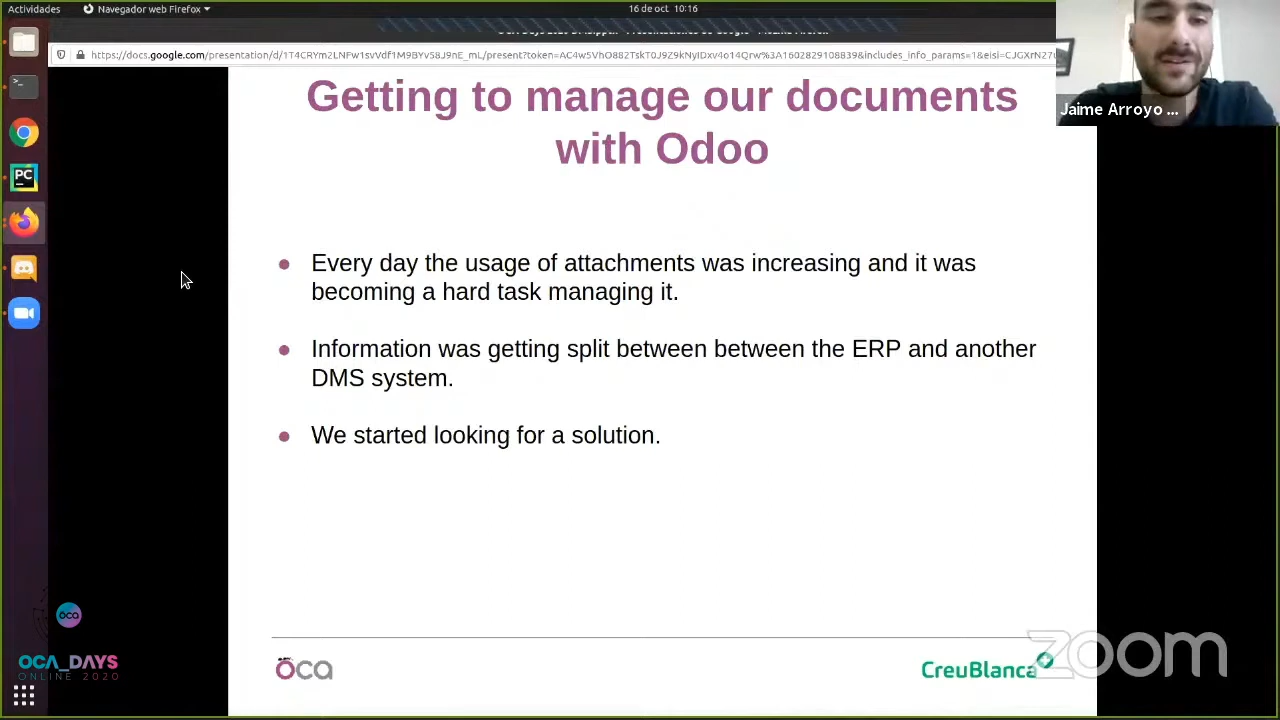 Actividades
Navegador web Firefox
16 de oct 10:16
Jaime Arroyo ...
Getting to manage our documents
with Odoo
Every day the usage of attachments was increasing and it was
becoming a hard task managing it.
Information was getting split between between the ERP and another
DMS system.
We started looking for a solution.
PC
oca
OCA_DAYS
ONLINE 2020
oca
CreuBlanca
zoom